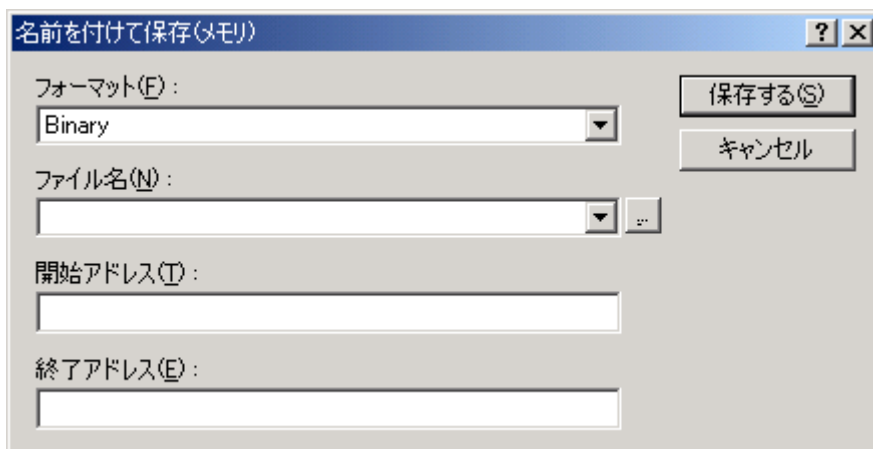 名前を付けて保存(メモリ)
フォーマット(F) :
Binary
保存する(S)
キャンセル
ファイル名(N) :
...
開始アドレス(T) :
終了アドレス(E) :